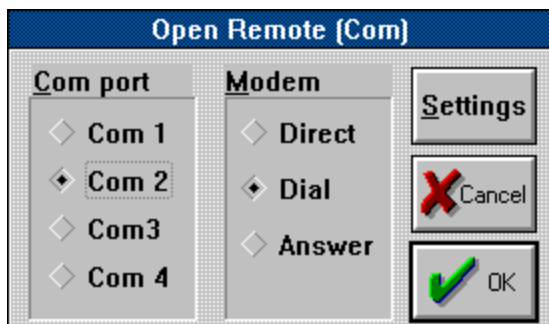 Open Remote (Com)
Com port
Com 1
Com 2
Com3
Com 4
Modem
Direct
Dial
Answer
Settings
Cancel
OK